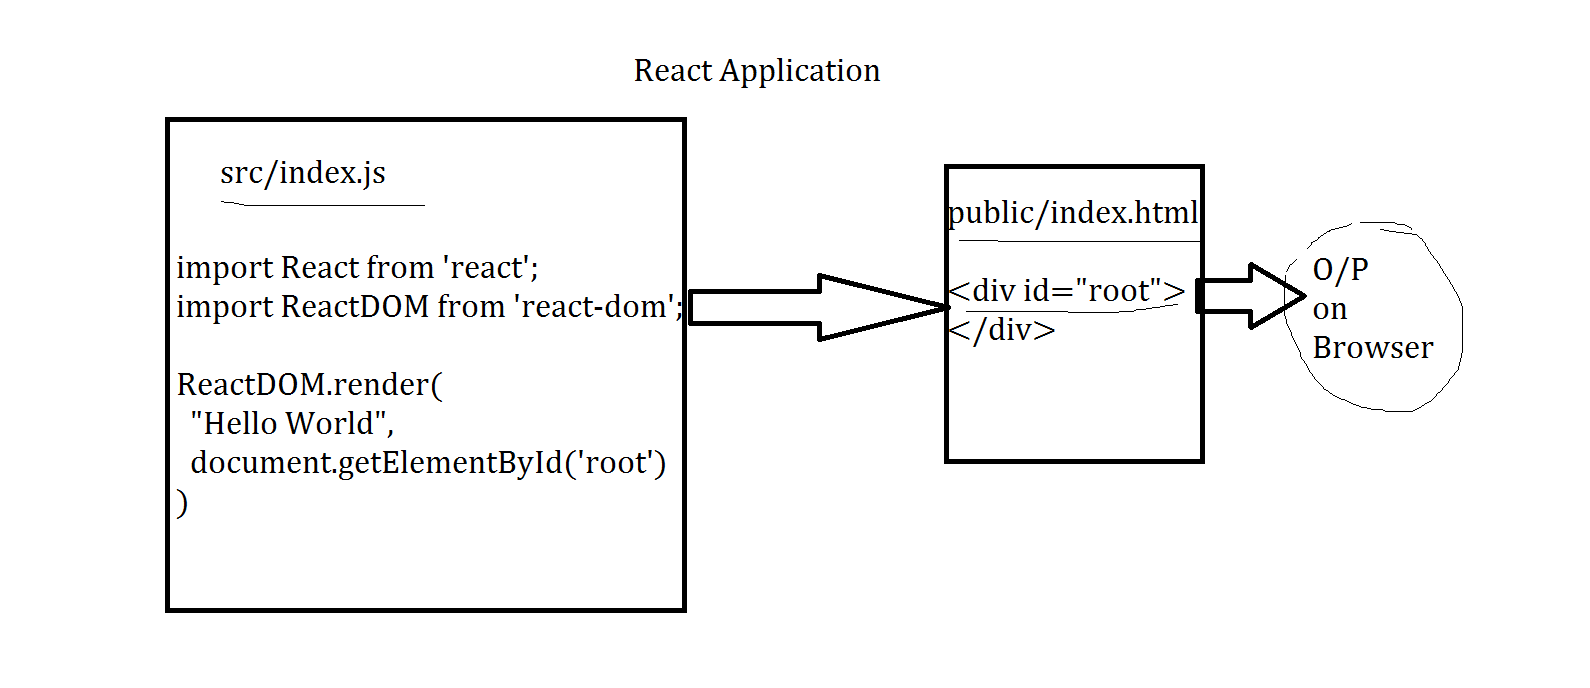 React Application
src/index.js
import React from 'react';
import ReactDOM from 'react-dom';
ReactDOM.render(
"Hello World",
document.getElementById('root')
)
public/index.html
<div id="root">
</div>
O/P
on
Browser